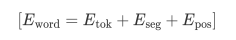 [E_word = E_tok + E_seg + E_pos]